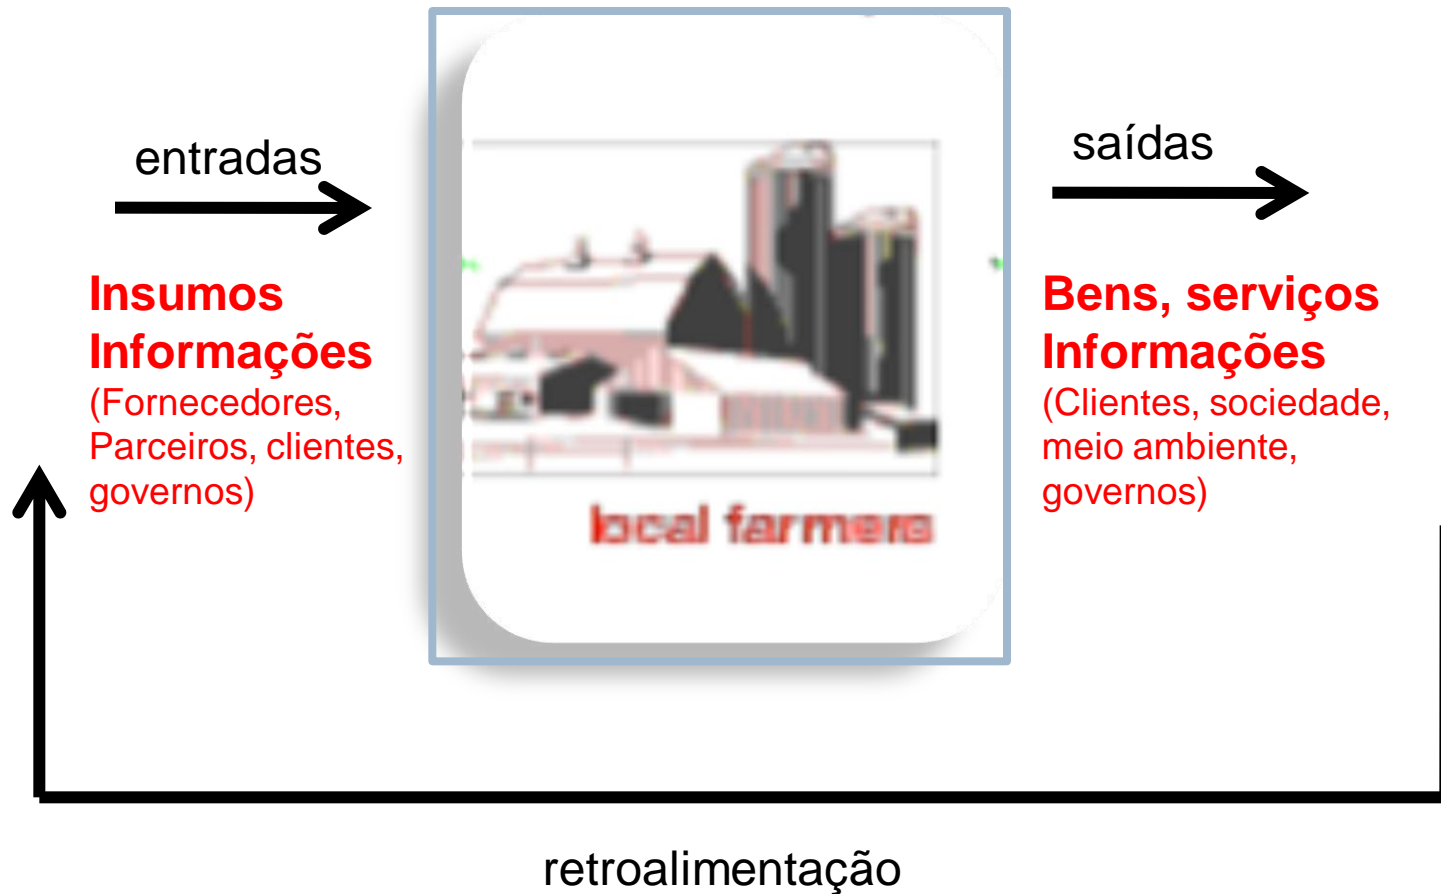 entradas
saídas
Insumos
Informações
(Fornecedores,
Parceiros, clientes,
governos)
local farmers
Bens, serviços
Informações
(Clientes, sociedade,
meio ambiente,
governos)
retroalimentação